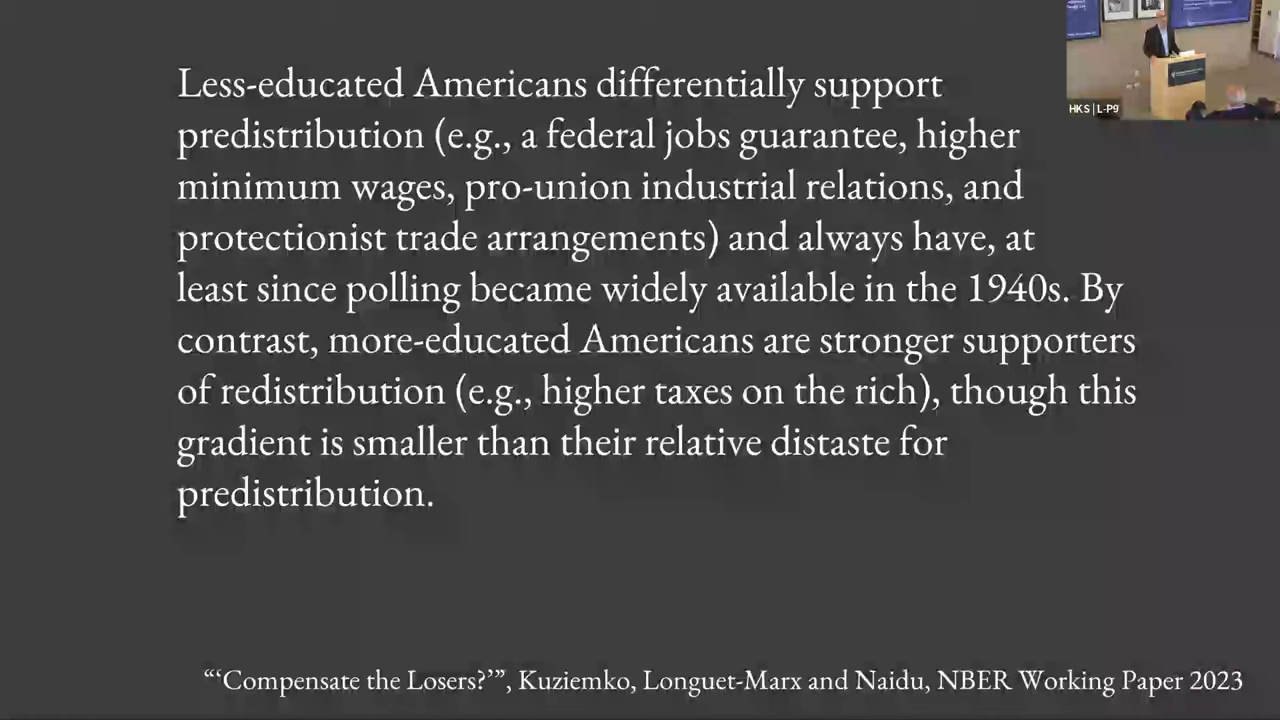 Less-educated Americans differentially support
predistribution (e.g., a federal jobs guarantee, higher
minimum wages, pro-union industrial relations, and
protectionist trade arrangements) and always have, at
least since polling became widely available in the 1940s. By
contrast, more-educated Americans are stronger supporters
of redistribution (e.g., higher taxes on the rich), though this
gradient is smaller than their relative distaste for
predistribution.
“‘Compensate the Losers?’”, Kuziemko, Longuet-Marx and Naidu, NBER Working Paper 2023
HKS | L-P9